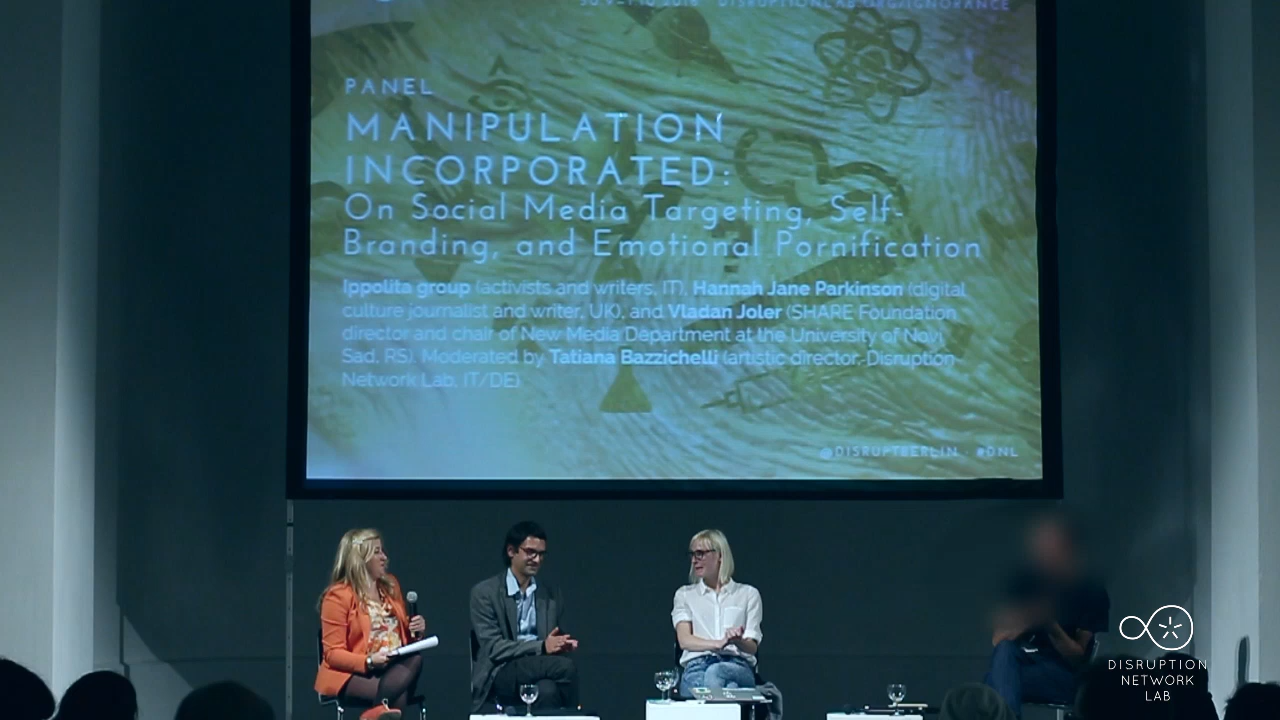 PANEL
MANIPULATION
INCORPORATED:
On Social Media Targeting, Self-
Branding, and Emotional Pornification
Ippolita group (activists and writers, IT), Hannah Jane Parkinson (digital
culture journalist and writer, UK), and Vladan Joler (SHARE Foundation
director and chair of New Media Department at the University of Novi
Sad, RS). Moderated by Tatiana Bazzichelli (artistic director, Disruption
Network Lab, IT/DE)
@DISRUPTBERLIN · #DNL
DISRUPTION
NETWORK
LAB